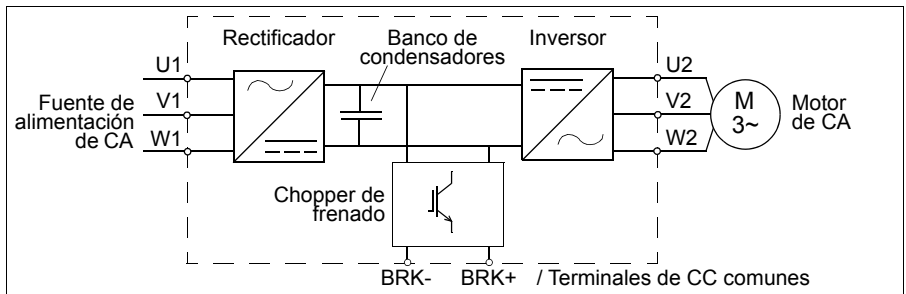 Rectificador
Banco de
condensadores
Inversor
U1
V1
W1
Fuente de
alimentación
de CA
U2
V2
W2
M
3~
Motor
de CA
Chopper de
frenado
BRK- BRK+ / Terminales de CC comunes